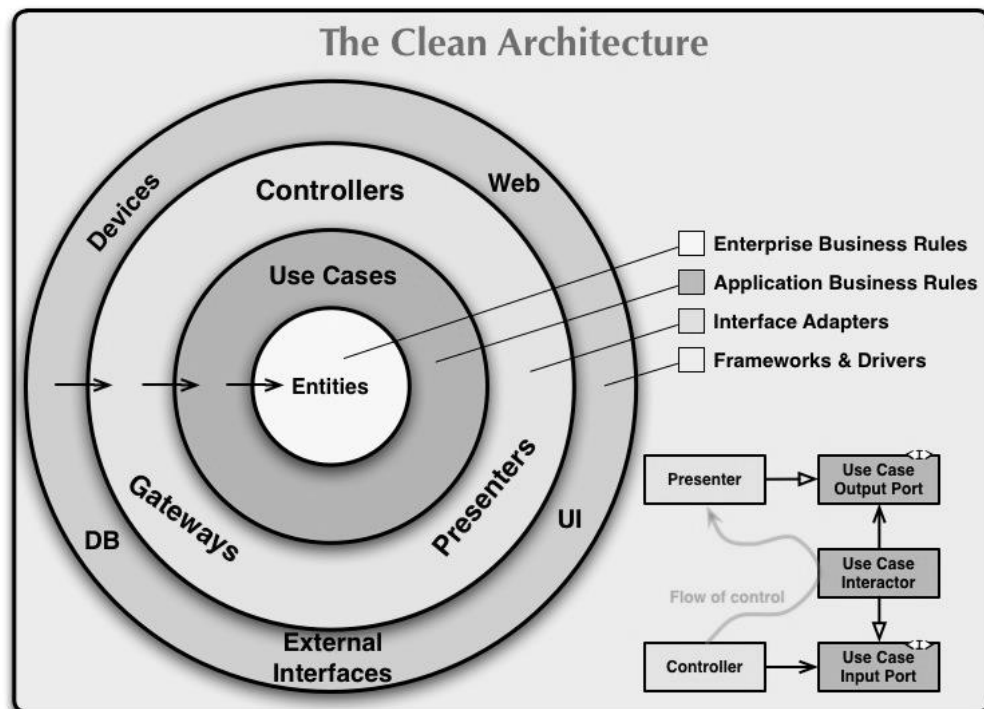 The Clean Architecture
Devices
Web
Controllers
Use Cases
Entities
Gateways
Presenters
DB
UI
External
Interfaces
Enterprise Business Rules
Application Business Rules
Interface Adapters
Frameworks & Drivers
Presenter
<I>
Use Case
Output Port
Use Case
Interactor
Flow of control
Controller
<I>
Use Case
Input Port